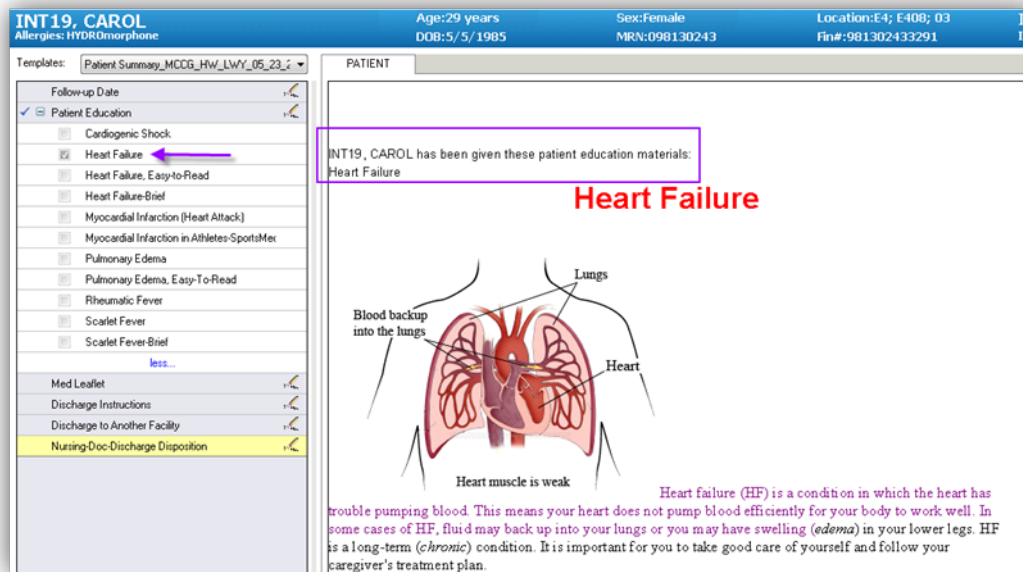 INT19, CAROL
Age:29 years
Sex:Female
Location:E4; E408; 03
Allergies: HYDROmorphone
DOB:5/5/1985
MRN:098130243
Fin#:981302433291
Templates:
Patient Summary_MCCG_HW_LWY_05_23_2
PATIENT
Follow-up Date
Patient Education
Cardiogenic Shock
Heart Failure
Heart Failure, Easy-to-Read
Heart Failure-Brief
Myocardial Infarction (Heart Attack)
Myocardial Infarction in Athletes-SportsMec
Pulmonary Edema
Pulmonary Edema, Easy-To-Read
Rheumatic Fever
Scarlet Fever
Scarlet Fever-Brief
less...
Med Leaflet
Discharge Instructions
Discharge to Another Facility
Nursing-Doc-Discharge Disposition
INT19, CAROL has been given these patient education materials:
Heart Failure
Heart Failure
Lungs
Blood backup
into the lungs
Heart
Heart muscle is weak
Heart failure (HF) is a condition in which the heart has
trouble pumping blood. This means your heart does not pump blood efficiently for your body to work well. In
some cases of HF, fluid may back up into your lungs or you may have swelling (edema) in your lower legs. HF
is a long-term (chronic) condition. It is important for you to take good care of yourself and follow your
caregiver's treatment plan.